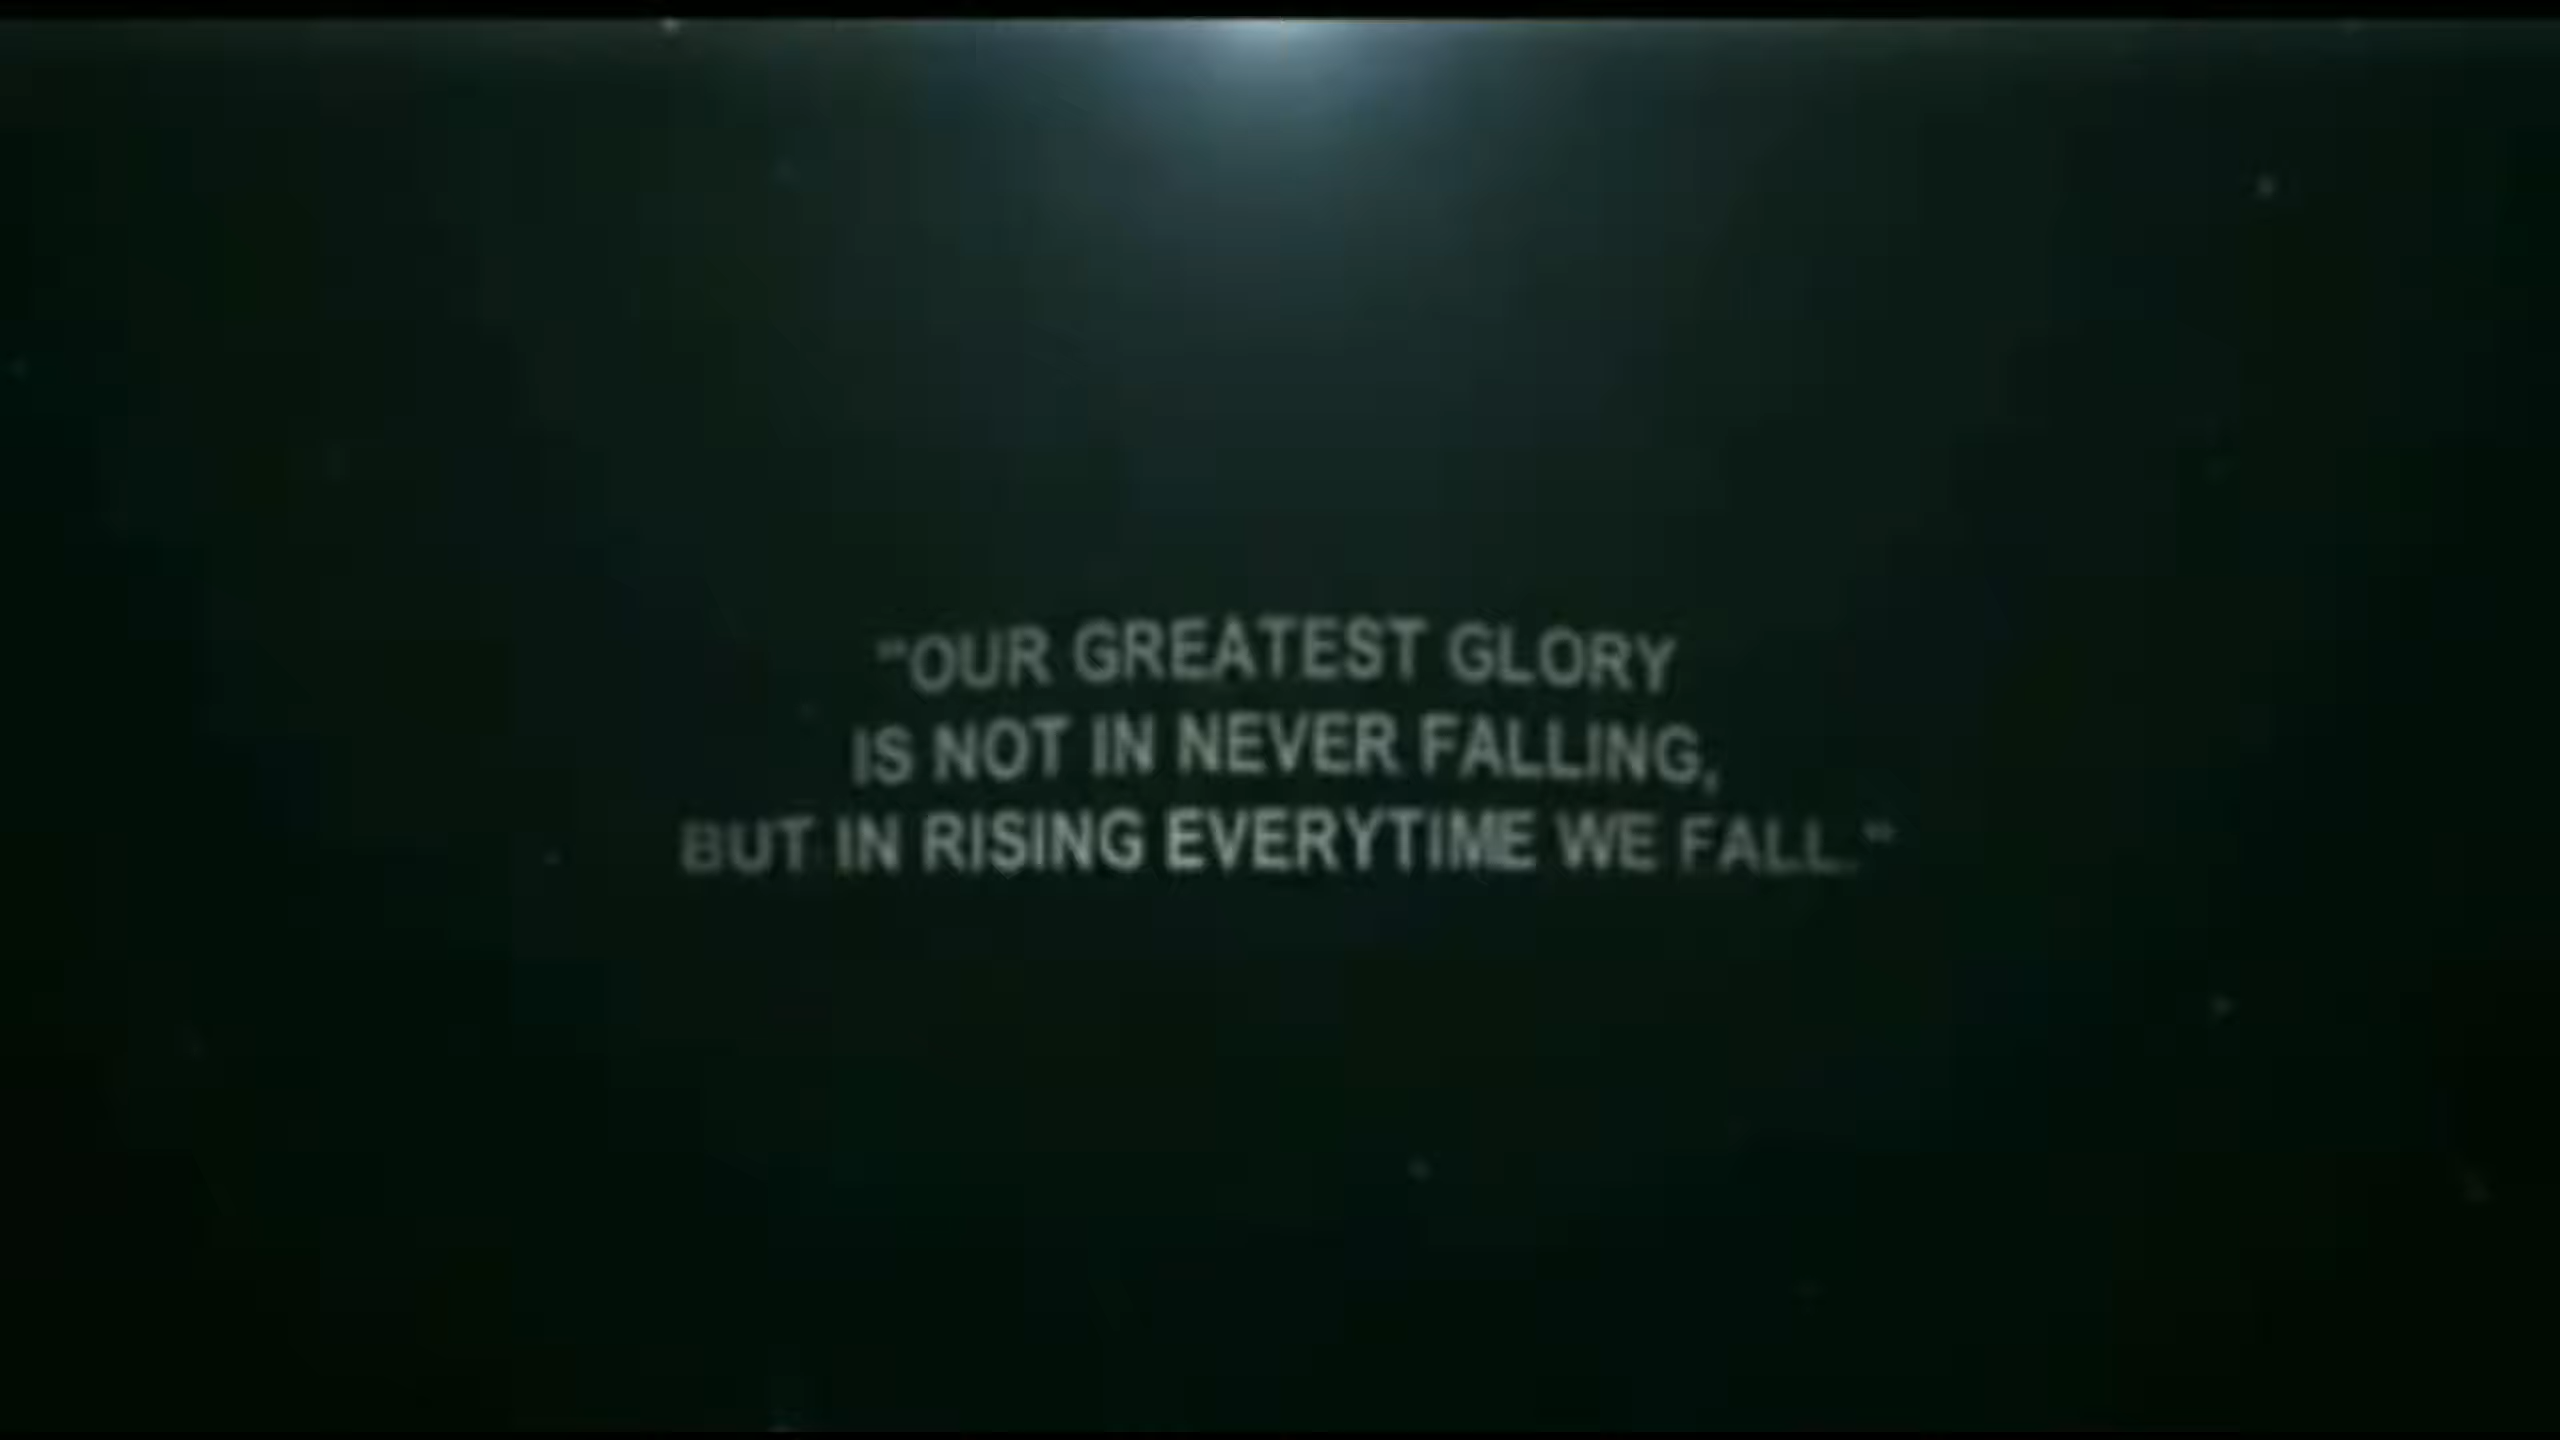 "OUR GREATEST GLORY
IS NOT IN NEVER FALLING,
BUT IN RISING EVERYTIME WE FALL."